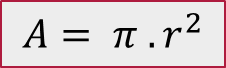 A = π . r²